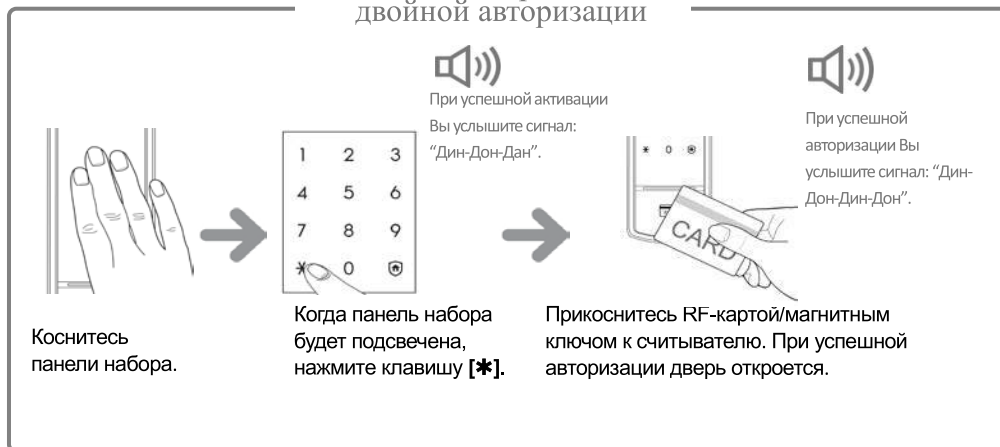 двойной авторизации
При успешной активации
Вы услышите сигнал:
“Дин-Дон-Дан”.
При успешной
авторизации Вы
услышите сигнал: “Дин-
Дон-Дин-Дон”.
1 2 3
4 5 6
7 8 9
* 0
* 0
CARD
Коснитесь
панели набора.
Когда панель набора
будет подсвечена,
нажмите клавишу [✱].
Прикоснитесь RF-картой/магнитным
ключом к считывателю. При успешной
авторизации дверь откроется.